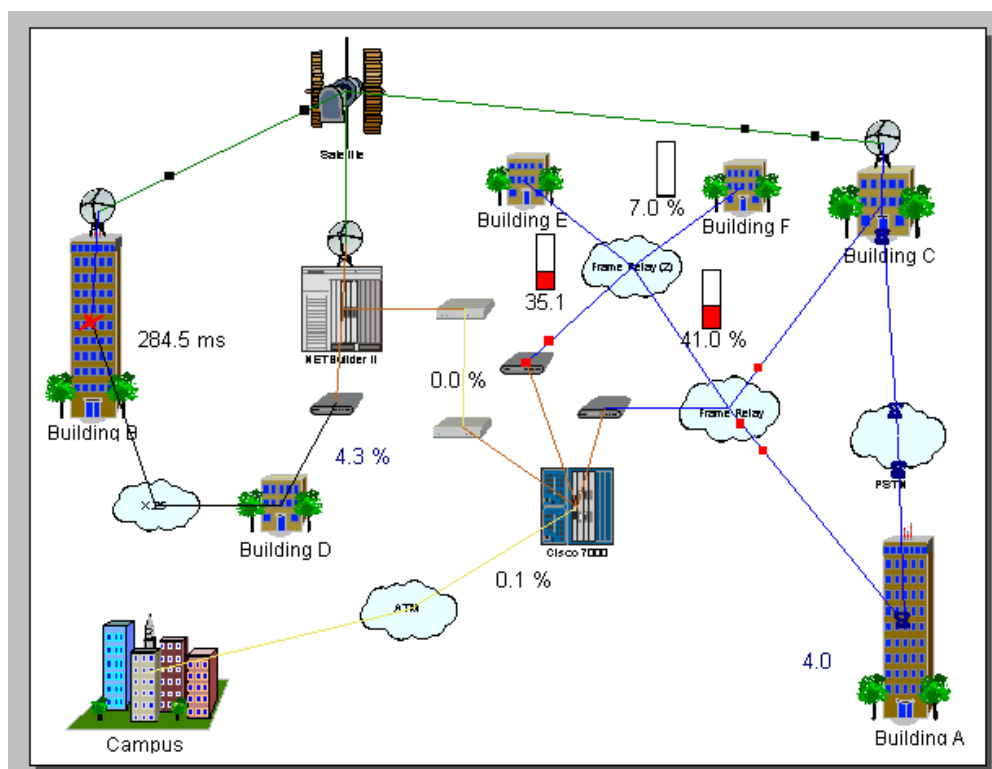 Satellite
Building E
7.0 %
Building F
Building C
Frame Relay (2)
35.1
284.5 ms
NETBuilder II
41.0 %
0.0 %
Frame Relay
Building B
4.3 %
X.25
PSTN
Building D
Cisco 7000
0.1 %
ATM
4.0
Campus
Building A